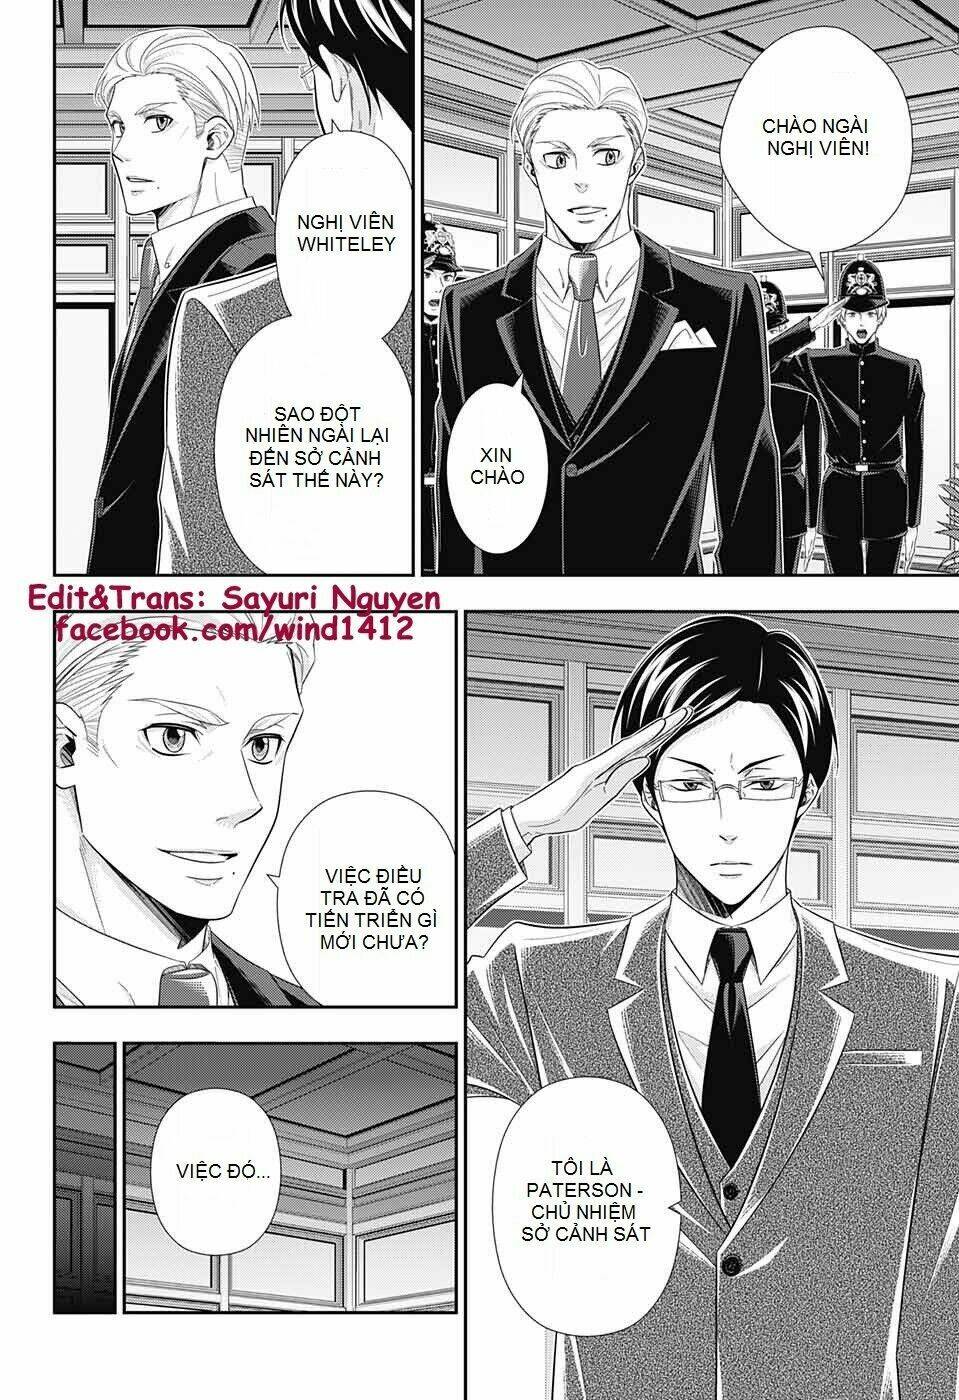 CHÀO NGÀI
NGHỊ VIÊN!
XIN
CHÀO
NGHỊ VIÊN
WHITELEY
SAO ĐỘT
NHIÊN NGÀI LẠI
ĐẾN SỞ CẢNH
SÁT THẾ NÀY?
Edit&Trans: Sayuri Nguyen
facebook.com/wind1412
TÔI LÀ
PATERSON -
CHỦ NHIỆM
SỞ CẢNH SÁT
VIỆC ĐIỀU
TRA ĐÃ CÓ
TIẾN TRIỂN GÌ
MỚI CHƯA?
VIỆC ĐÓ...